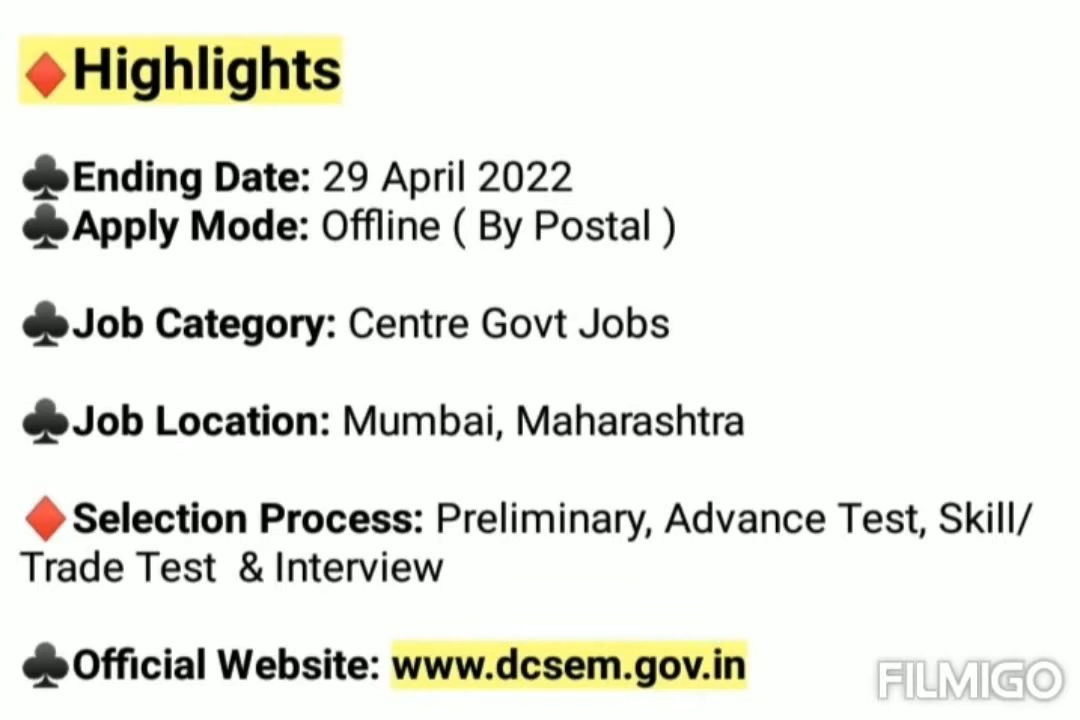 ♦️Highlights
♣️Ending Date: 29 April 2022
♣️Apply Mode: Offline ( By Postal )
♣️Job Category: Centre Govt Jobs
♣️Job Location: Mumbai, Maharashtra
♦️Selection Process: Preliminary, Advance Test, Skill/
Trade Test & Interview
♣️Official Website: www.dcsem.gov.in
FILMIGO